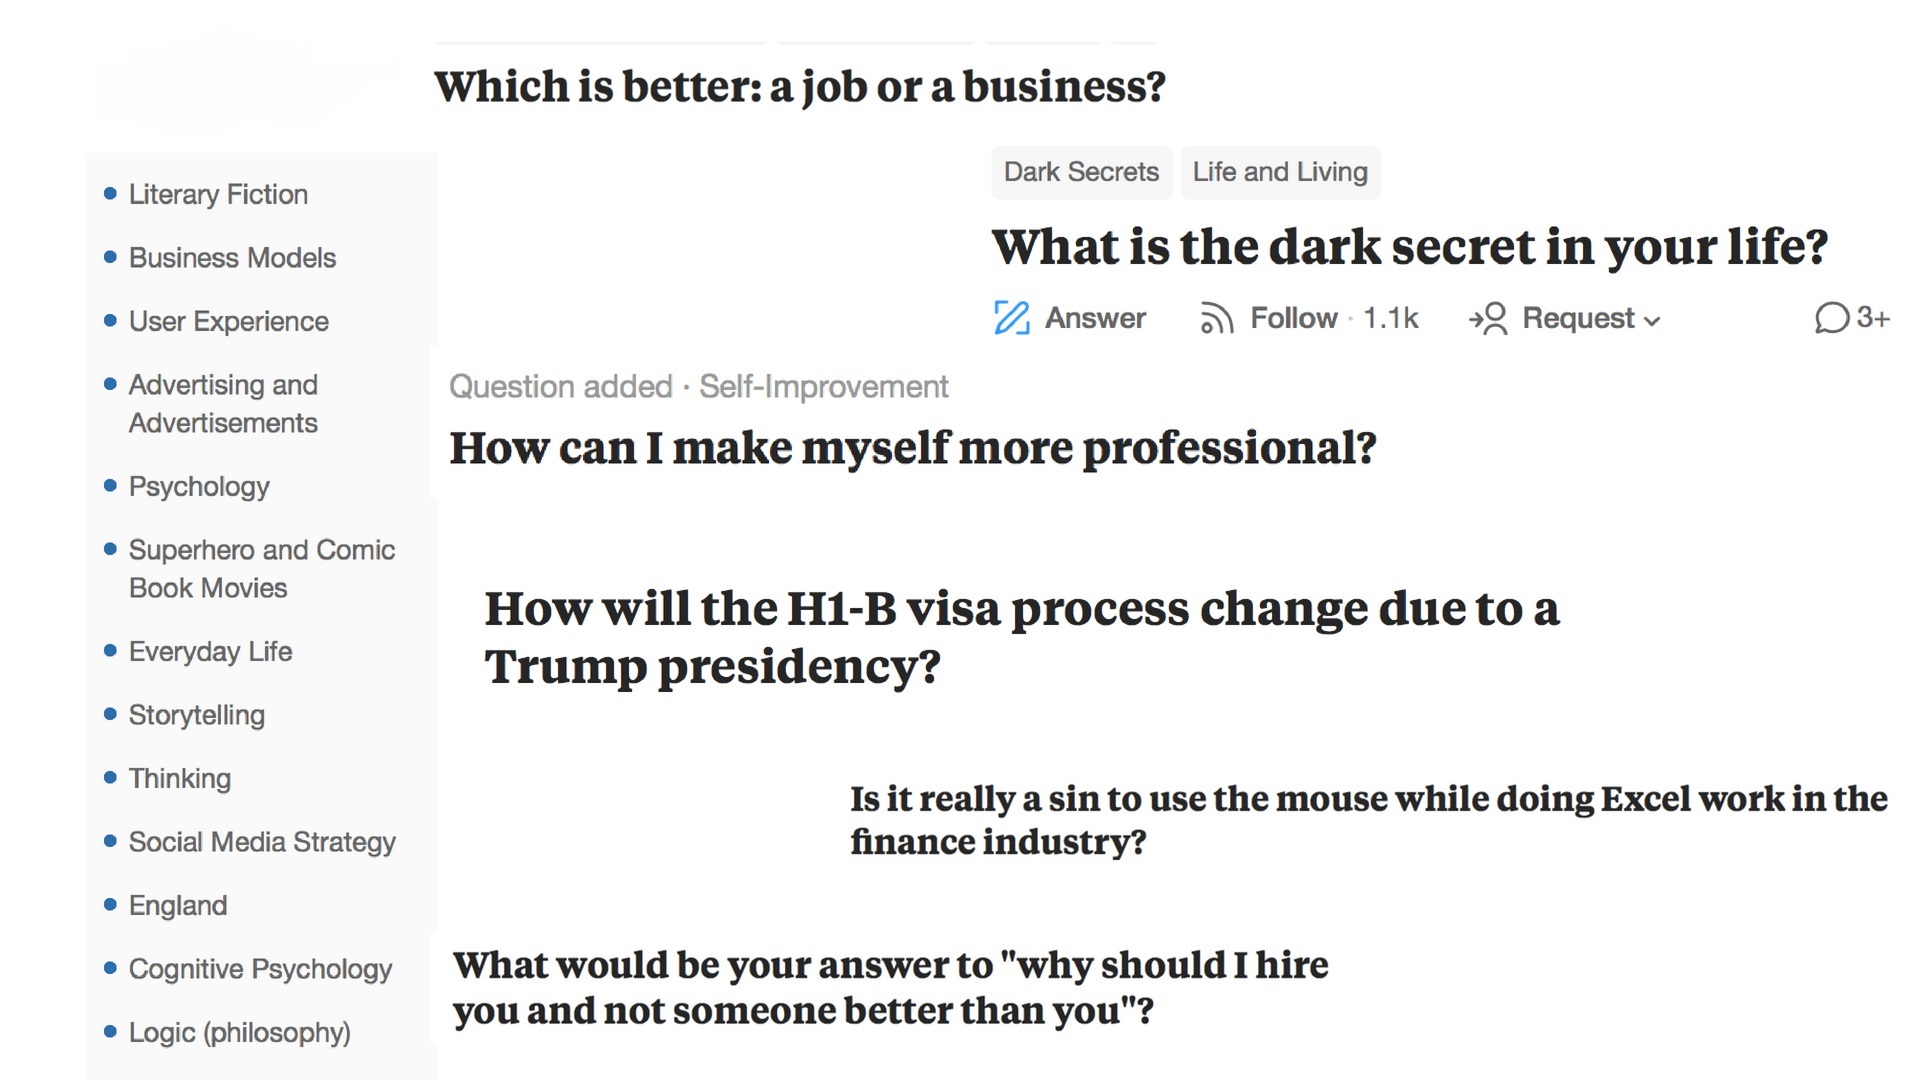 Which is better: a job or a business?
Dark Secrets
Life and Living
What is the dark secret in your life?
Answer
Follow · 1.1k
Request
3+
Question added · Self-Improvement
How can I make myself more professional?
How will the H1-B visa process change due to a
Trump presidency?
Is it really a sin to use the mouse while doing Excel work in the
finance industry?
What would be your answer to "why should I hire
you and not someone better than you"?
Literary Fiction
Business Models
User Experience
Advertising and
Advertisements
Psychology
Superhero and Comic
Book Movies
Everyday Life
Storytelling
Thinking
Social Media Strategy
England
Cognitive Psychology
Logic (philosophy)